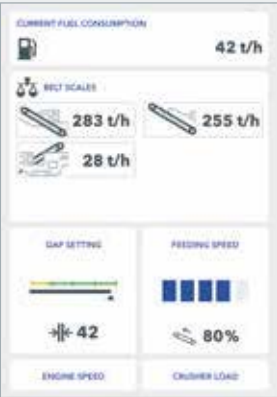 CURRENT FUEL CONSUMPTION
42 t/h
BELT SCALES
283 t/h
255 t/h
28 t/h
GAP SETTING
FEEDING SPEED
42
80%
ENGINE SPEED
CRUSHER LOAD